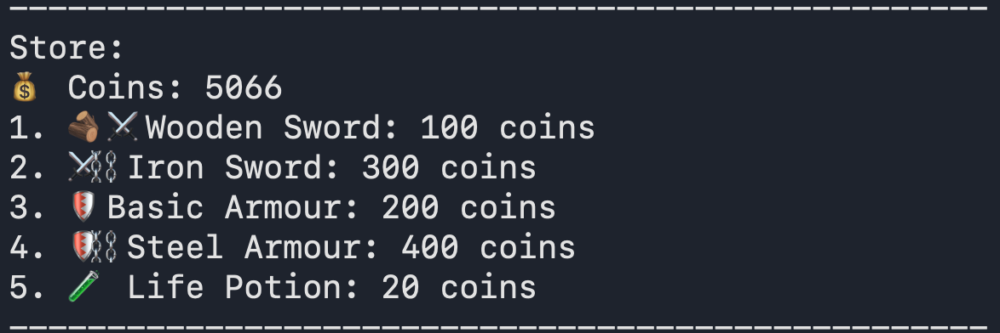 Store:
💰 Coins: 5066
1. 🪵⚔️Wooden Sword: 100 coins
2. ⚔️⛓️Iron Sword: 300 coins
3. 🛡️Basic Armour: 200 coins
4. 🛡️⛓️Steel Armour: 400 coins
5. 🧪 Life Potion: 20 coins